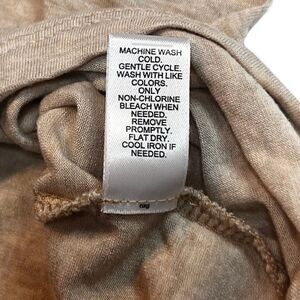 MACHINE WASH
COLD.
GENTLE CYCLE.
WASH WITH LIKE
COLORS.
ONLY
NON-CHLORINE
BLEACH WHEN
NEEDED.
REMOVE
PROMPTLY.
FLAT DRY.
COOL IRON IF
NEEDED.